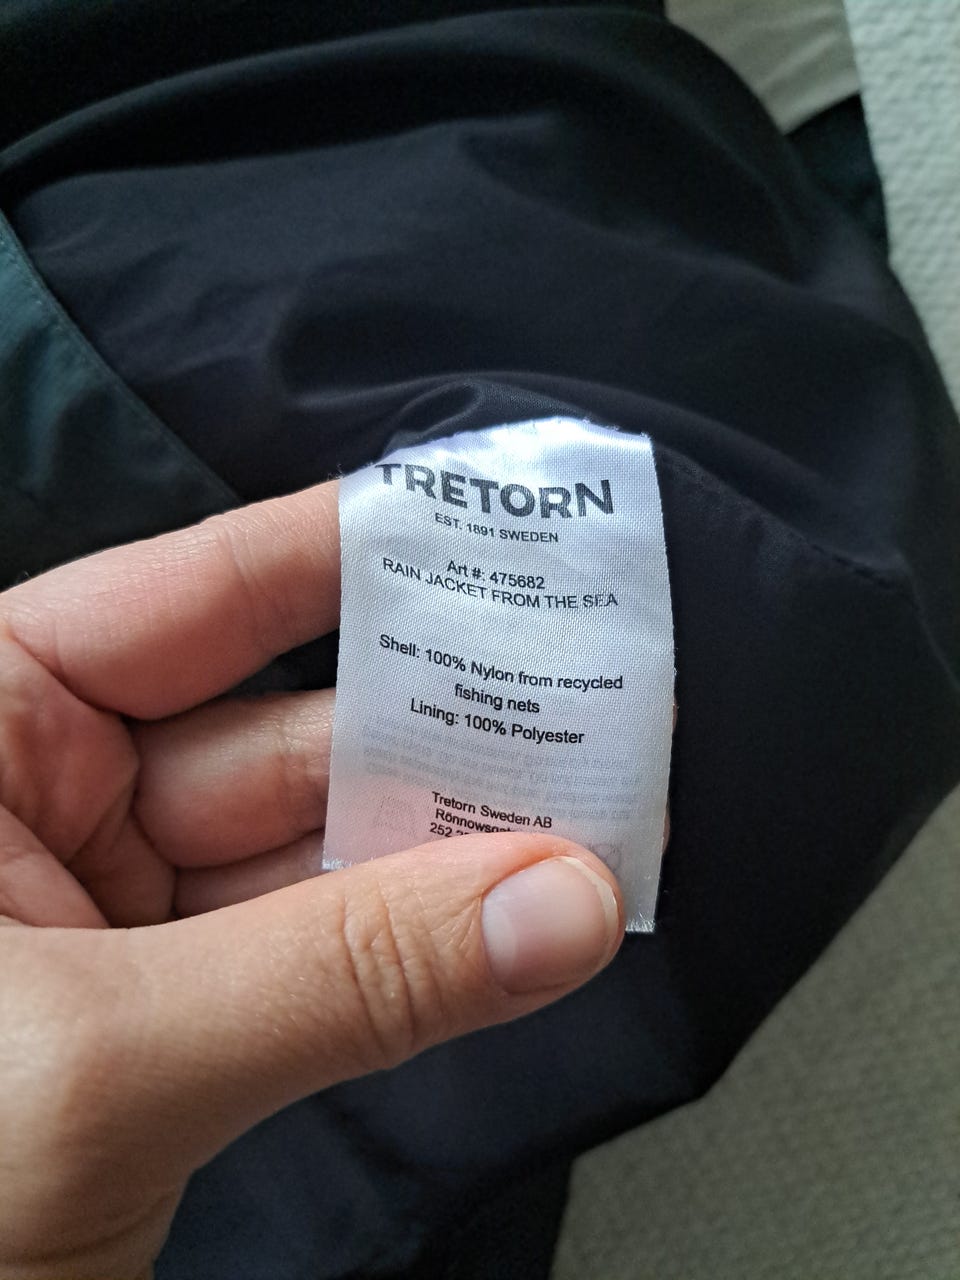 TRETORN
EST. 1891 SWEDEN
Art #: 475682
RAIN JACKET FROM THE SEA
Shell: 100% Nylon from recycled
fishing nets
Lining: 100% Polyester
Tretorn Sweden AB
252